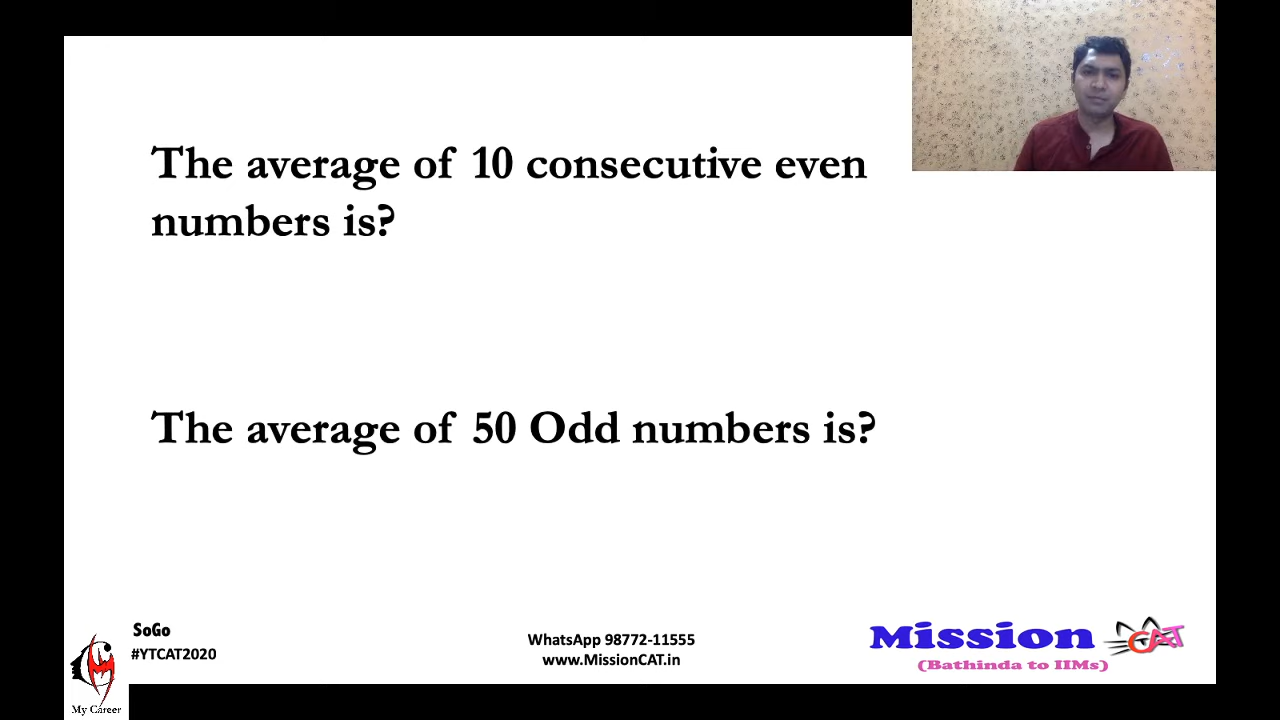 The average of 10 consecutive even
numbers is?
The average of 50 Odd numbers is?
SoGo
#YTCAT2020
WhatsApp 98772-11555
www.MissionCAT.in
Mission CAT
(Bathinda to IIMs)
My Career